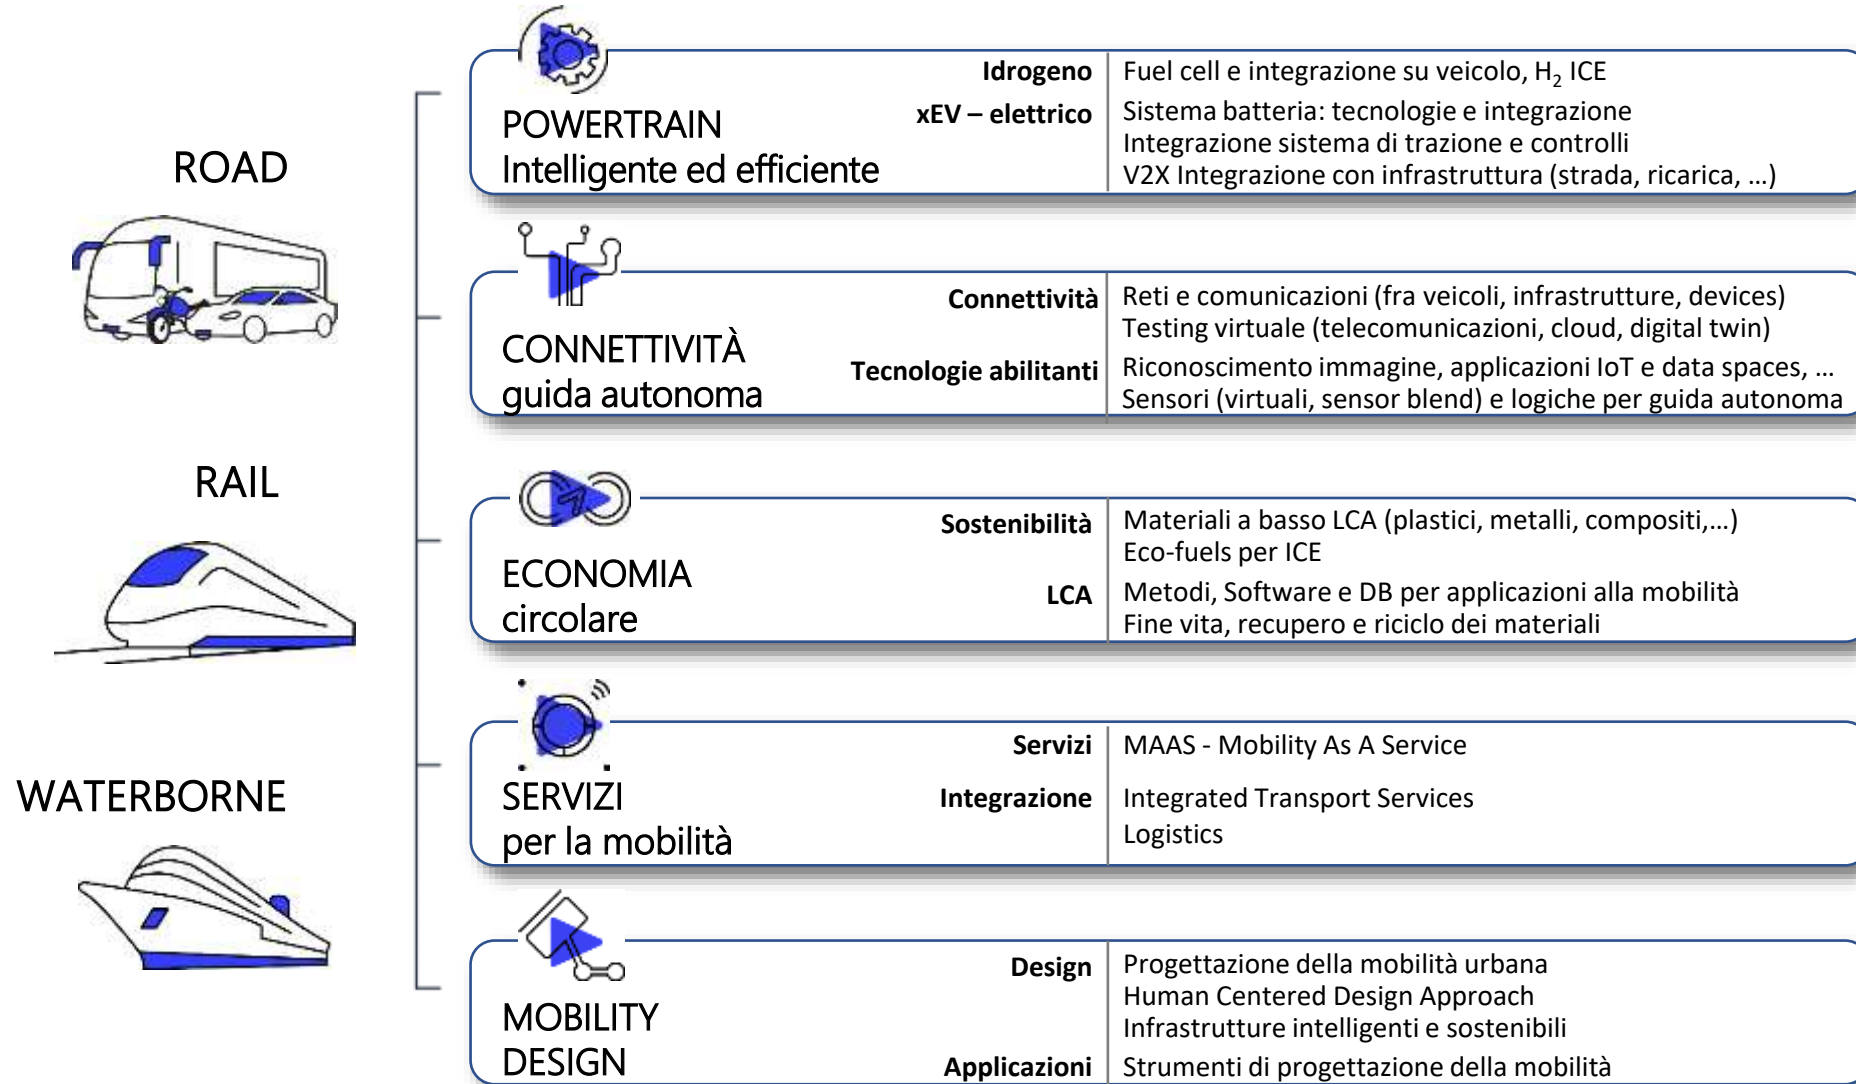 ROAD
RAIL
WATERBORNE
POWERTRAIN
Intelligente ed efficiente
Idrogeno
Fuel cell e integrazione su veicolo, H₂ ICE
xEV – elettrico
Sistema batteria: tecnologie e integrazione
Integrazione sistema di trazione e controlli
V2X Integrazione con infrastruttura (strada, ricarica, ...)
CONNETTIVITÀ
guida autonoma
Connettività
Reti e comunicazioni (fra veicoli, infrastrutture, devices)
Testing virtuale (telecomunicazioni, cloud, digital twin)
Tecnologie abilitanti
Riconoscimento immagine, applicazioni IoT e data spaces, ...
Sensori (virtuali, sensor blend) e logiche per guida autonoma
ECONOMIA
circolare
Sostenibilità
Materiali a basso LCA (plastici, metalli, compositi,...)
Eco-fuels per ICE
LCA
Metodi, Software e DB per applicazioni alla mobilità
Fine vita, recupero e riciclo dei materiali
SERVIZI
per la mobilità
Servizi
MAAS - Mobility As A Service
Integrazione
Integrated Transport Services
Logistics
MOBILITY
DESIGN
Design
Progettazione della mobilità urbana
Human Centered Design Approach
Infrastrutture intelligenti e sostenibili
Applicazioni
Strumenti di progettazione della mobilità